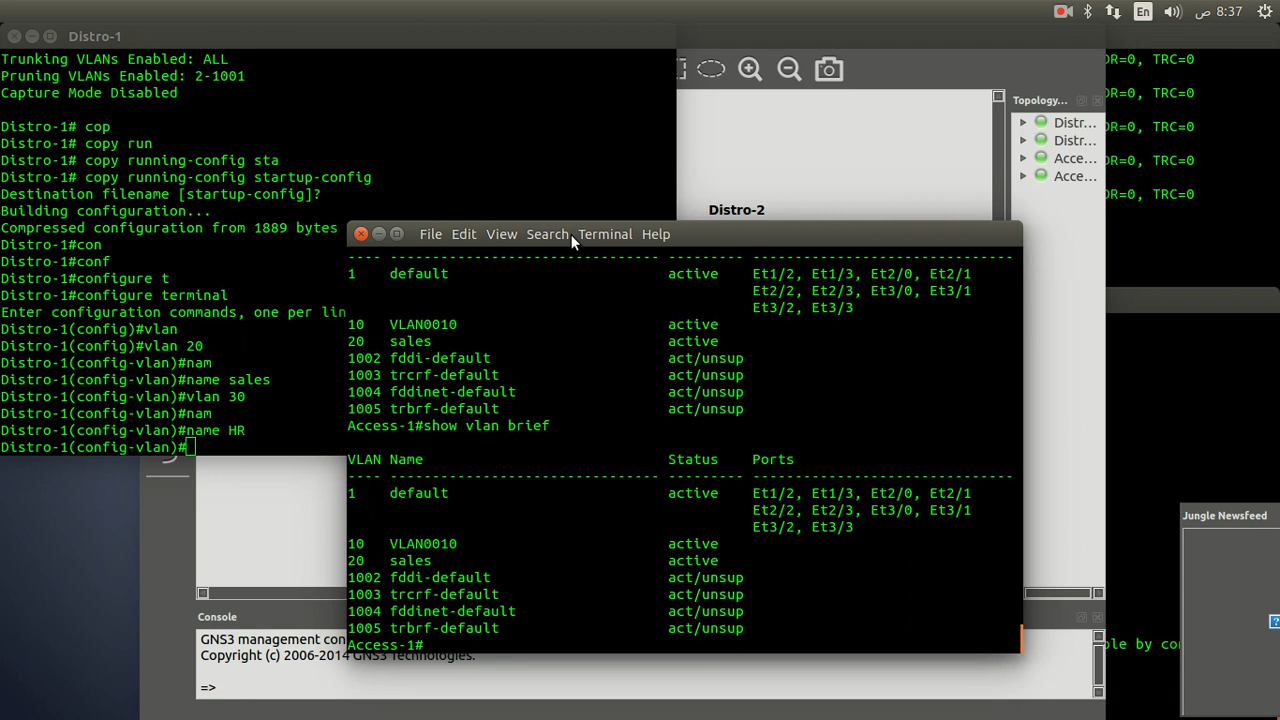 En
8:37 ص
Distro-1
Trunking VLANs Enabled: ALL
Pruning VLANs Enabled: 2-1001
Capture Mode Disabled
Distro-1# cop
Distro-1# copy run
Distro-1# copy running-config sta
Distro-1# copy running-config startup-config
Destination filename [startup-config]?
Building configuration...
Compressed configuration from 1889 bytes
Distro-1#con
Distro-1#conf
Distro-1#configure t
Distro-1#configure terminal
Enter configuration commands, one per lin
Distro-1(config)#vlan
Distro-1(config)#vlan 20
Distro-1(config-vlan)#nam
Distro-1(config-vlan)#name sales
Distro-1(config-vlan)#vlan 30
Distro-1(config-vlan)#nam
Distro-1(config-vlan)#name HR
Distro-1(config-vlan)#
Distro-2
Topology...
Distr...
Distr...
Acce...
Acce...
OR=0, TRC=0
OR=0, TRC=0
OR=0, TRC=0
OR=0, TRC=0
OR=0, TRC=0
File Edit View Search Terminal Help
---- -------------------------------- --------- -------------------------------
1 default active Et1/2, Et1/3, Et2/0, Et2/1
Et2/2, Et2/3, Et3/0, Et3/1
Et3/2, Et3/3
10 VLAN0010 active
20 sales active
1002 fddi-default act/unsup
1003 trcrf-default act/unsup
1004 fddinet-default act/unsup
1005 trbrf-default act/unsup
Access-1#show vlan brief
VLAN Name Status Ports
---- -------------------------------- --------- -------------------------------
1 default active Et1/2, Et1/3, Et2/0, Et2/1
Et2/2, Et2/3, Et3/0, Et3/1
Et3/2, Et3/3
10 VLAN0010 active
20 sales active
1002 fddi-default act/unsup
1003 trcrf-default act/unsup
1004 fddinet-default act/unsup
1005 trbrf-default act/unsup
Access-1#
Console
GNS3 management con
Copyright (c) 2006-2014 GNS3 Technologies.
=>
Jungle Newsfeed
ble by con